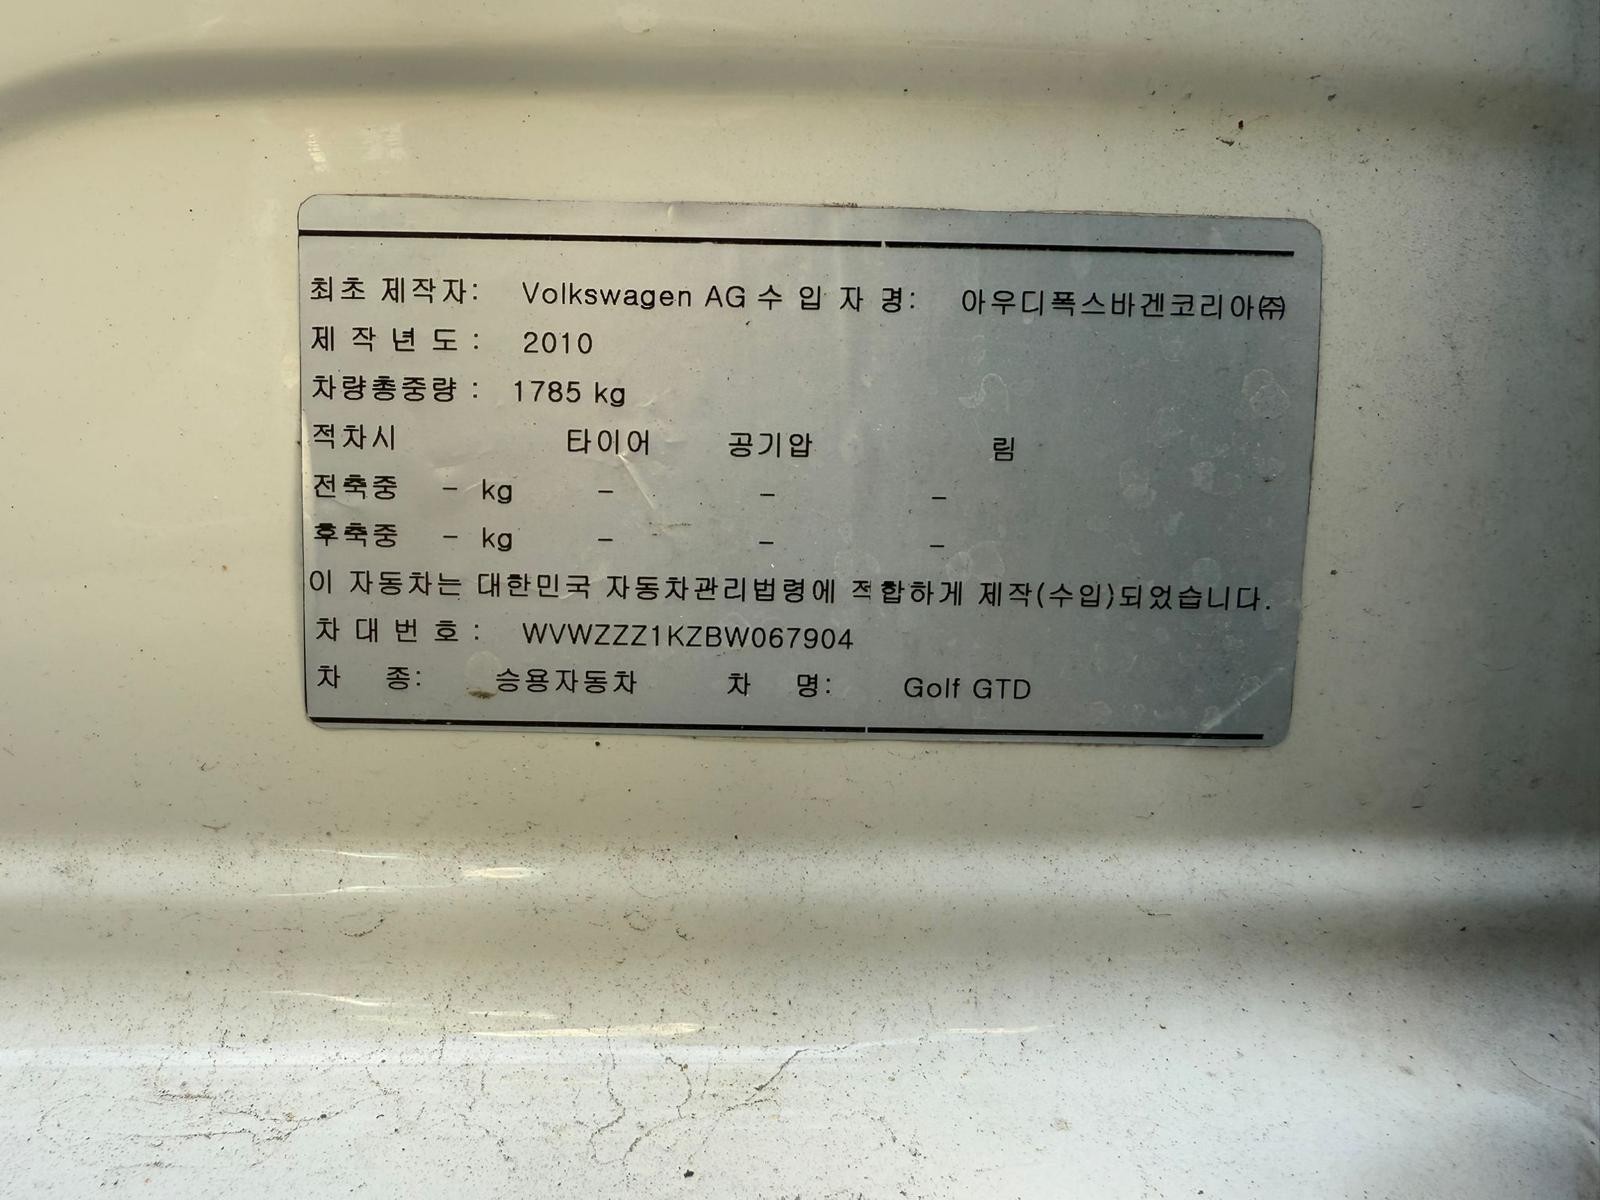 최초 제작자: Volkswagen AG 수 입 자 명: 아우디폭스바겐코리아㈜
제 작 년 도 : 2010
차량총중량 : 1785 kg
적차시 타이어 공기압 림
전축중 - kg - - -
후축중 - kg - - -
이 자동차는 대한민국 자동차관리법령에 적합하게 제작(수입)되었습니다.
차 대 번 호 : WVWZZZ1KZBW067904
차 종: 승용자동차 차 명: Golf GTD